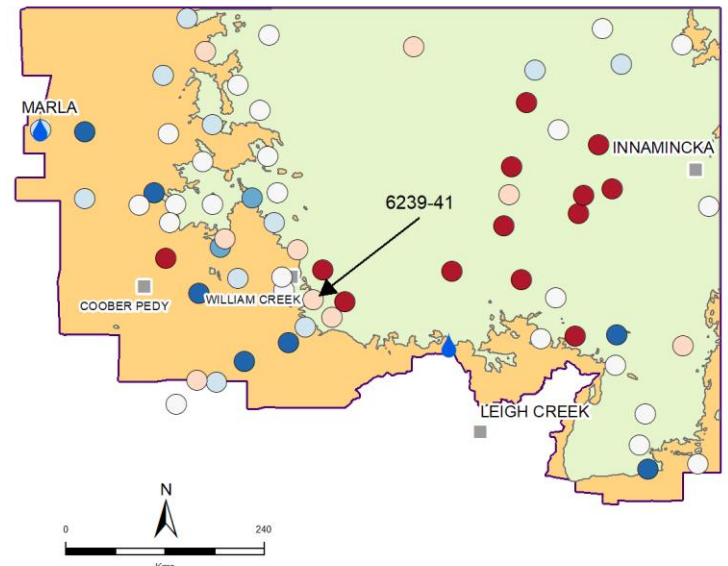 MARLA
INNAMINCKA
6239-41
COOBER PEDY
WILLIAM CREEK
LEIGH CREEK
N
0 240